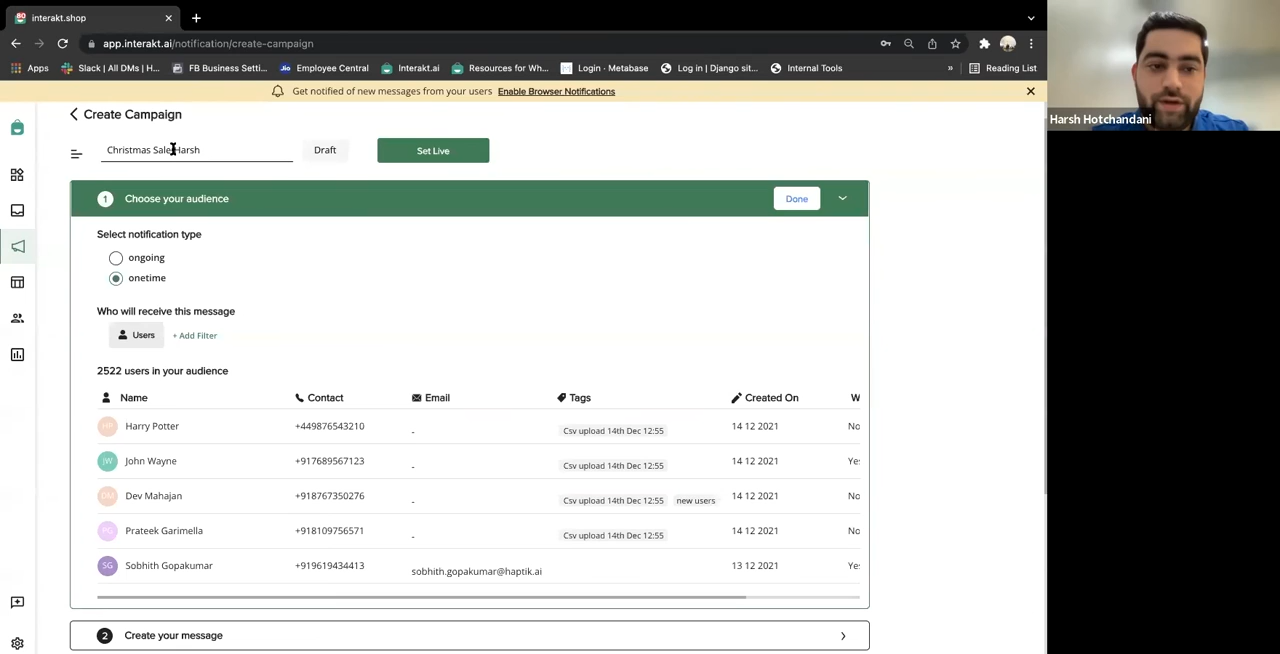 interakt.shop
app.interakt.ai/notification/create-campaign
Apps Slack | All DMs | H... FB Business Setti... Employee Central Interakt.ai Resources for Wh... Login · Metabase Log in | Django sit... Internal Tools » Reading List
Get notified of new messages from your users Enable Browser Notifications
Harsh Hotchandani
Create Campaign
Christmas Sale Harsh Draft Set Live
1 Choose your audience Done
Select notification type
ongoing
onetime
Who will receive this message
Users + Add Filter
2522 users in your audience
Name Contact Email Tags Created On W
HP Harry Potter +449876543210 - Csv upload 14th Dec 12:55 14 12 2021 No
JW John Wayne +917689567123 - Csv upload 14th Dec 12:55 14 12 2021 Yes
DM Dev Mahajan +918767350276 - Csv upload 14th Dec 12:55 new users 14 12 2021 No
PG Prateek Garimella +918109756571 - Csv upload 14th Dec 12:55 14 12 2021 No
SG Sobhith Gopakumar +919619434413 sobhith.gopakumar@haptik.ai 13 12 2021 Yes
2 Create your message